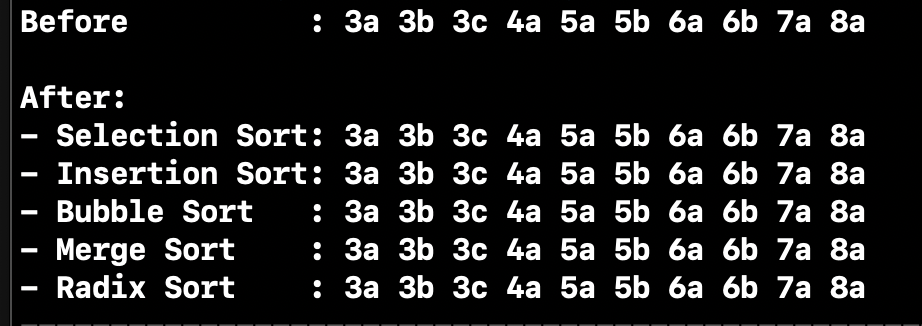 Before          : 3a 3b 3c 4a 5a 5b 6a 6b 7a 8a
After:
- Selection Sort: 3a 3b 3c 4a 5a 5b 6a 6b 7a 8a
- Insertion Sort: 3a 3b 3c 4a 5a 5b 6a 6b 7a 8a
- Bubble Sort   : 3a 3b 3c 4a 5a 5b 6a 6b 7a 8a
- Merge Sort    : 3a 3b 3c 4a 5a 5b 6a 6b 7a 8a
- Radix Sort    : 3a 3b 3c 4a 5a 5b 6a 6b 7a 8a